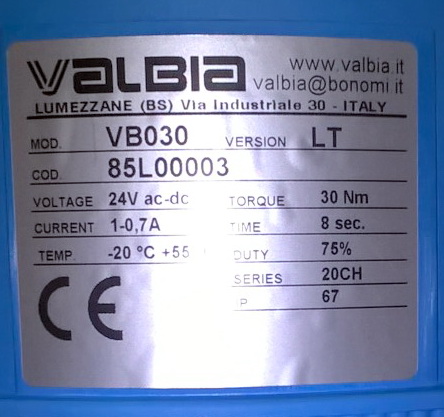 VALBIA www.valbia.it
valbia@bonomi.it
LUMEZZANE (BS) Via Industriale 30 - ITALY
MOD. VB030 VERSION LT
COD. 85L00003
VOLTAGE 24V ac-dc TORQUE 30 Nm
CURRENT 1-0,7A TIME 8 sec.
TEMP. -20 °C +55 DUTY 75%
SERIES 20CH
P 67
CE